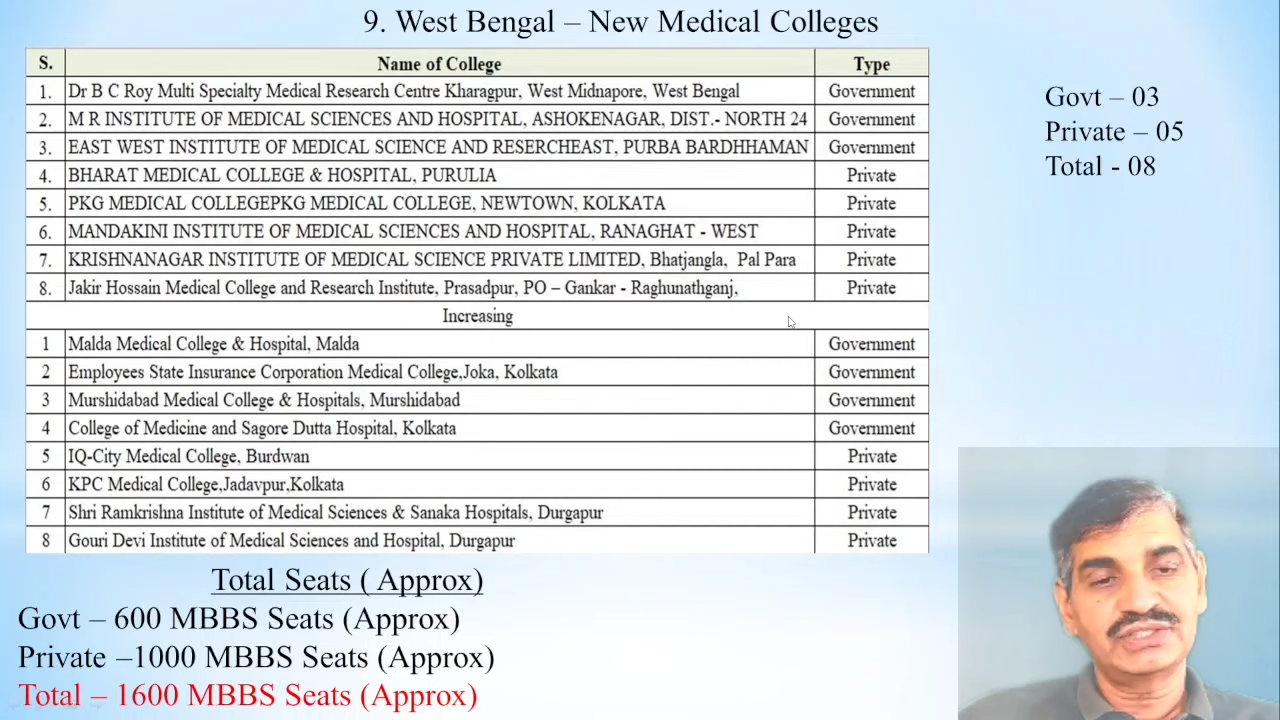 9. West Bengal – New Medical Colleges
S. Name of College Type
1. Dr B C Roy Multi Specialty Medical Research Centre Kharagpur, West Midnapore, West Bengal Government
2. M R INSTITUTE OF MEDICAL SCIENCES AND HOSPITAL, ASHOKENAGAR, DIST.- NORTH 24 Government
3. EAST WEST INSTITUTE OF MEDICAL SCIENCE AND RESERCHEAST, PURBA BARDHHAMAN Government
4. BHARAT MEDICAL COLLEGE & HOSPITAL, PURULIA Private
5. PKG MEDICAL COLLEGEPKG MEDICAL COLLEGE, NEWTOWN, KOLKATA Private
6. MANDAKINI INSTITUTE OF MEDICAL SCIENCES AND HOSPITAL, RANAGHAT - WEST Private
7. KRISHNANAGAR INSTITUTE OF MEDICAL SCIENCE PRIVATE LIMITED, Bhatjangla, Pal Para Private
8. Jakir Hossain Medical College and Research Institute, Prasadpur, PO – Gankar - Raghunathganj, Private
Increasing
1 Malda Medical College & Hospital, Malda Government
2 Employees State Insurance Corporation Medical College,Joka, Kolkata Government
3 Murshidabad Medical College & Hospitals, Murshidabad Government
4 College of Medicine and Sagore Dutta Hospital, Kolkata Government
5 IQ-City Medical College, Burdwan Private
6 KPC Medical College,Jadavpur,Kolkata Private
7 Shri Ramkrishna Institute of Medical Sciences & Sanaka Hospitals, Durgapur Private
8 Gouri Devi Institute of Medical Sciences and Hospital, Durgapur Private
Govt – 03
Private – 05
Total - 08
Total Seats ( Approx)
Govt – 600 MBBS Seats (Approx)
Private –1000 MBBS Seats (Approx)
Total – 1600 MBBS Seats (Approx)